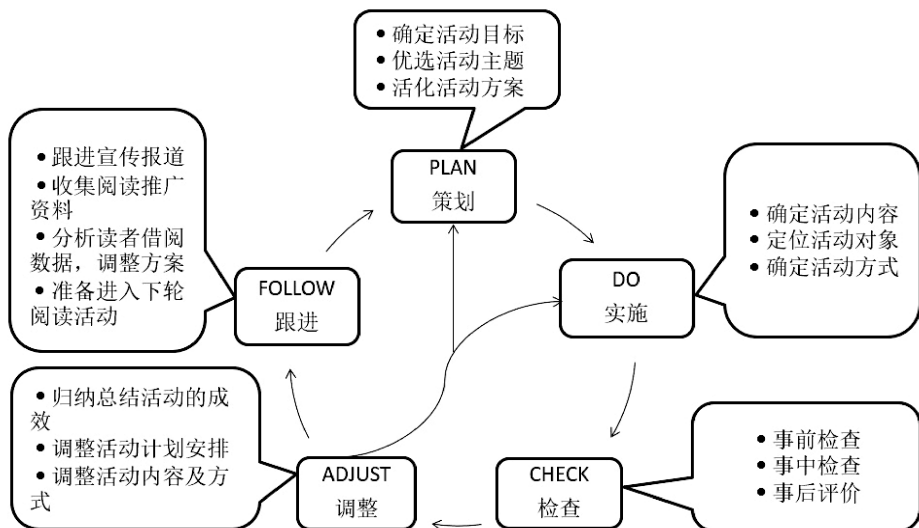 • 确定活动目标
• 优选活动主题
• 活化活动方案
PLAN
策划
• 确定活动内容
• 定位活动对象
• 确定活动方式
DO
实施
• 事前检查
• 事中检查
• 事后评价
CHECK
检查
• 归纳总结活动的成
效
• 调整活动计划安排
• 调整活动内容及方
式
ADJUST
调整
• 跟进宣传报道
• 收集阅读推广
资料
• 分析读者借阅
数据，调整方案
• 准备进入下轮
阅读活动
FOLLOW
跟进